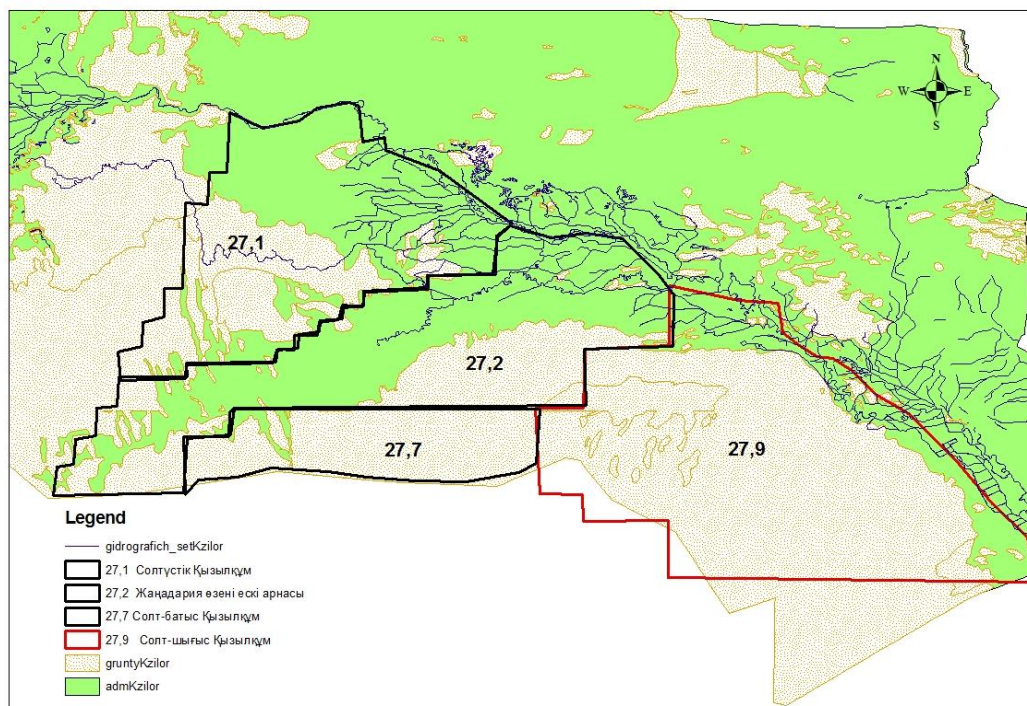 N
W E
S
27,1
27,2
27,7
27,9
Legend
gidrografich_setKzilor
27,1 Солтүстік Қызылқұм
27,2 Жаңадария өзені ескі арнасы
27,7 Солт-батыс Қызылқұм
27,9 Солт-шығыс Қызылқұм
gruntyKzilor
admKzilor